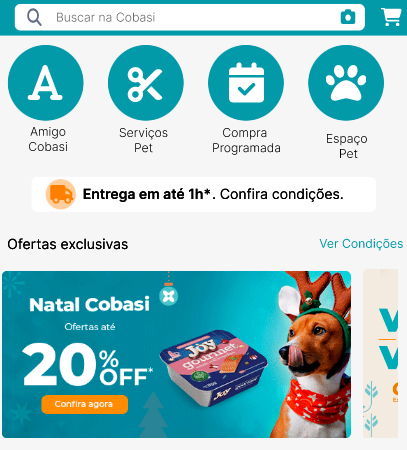 Buscar na Cobasi
Amigo
Cobasi
Serviços
Pet
Compra
Programada
Espaço
Pet
Entrega em até 1h*. Confira condições.
Ofertas exclusivas
Ver Condições
Natal Cobasi
Ofertas até
20% OFF*
Joy
gourmet
Confira agora